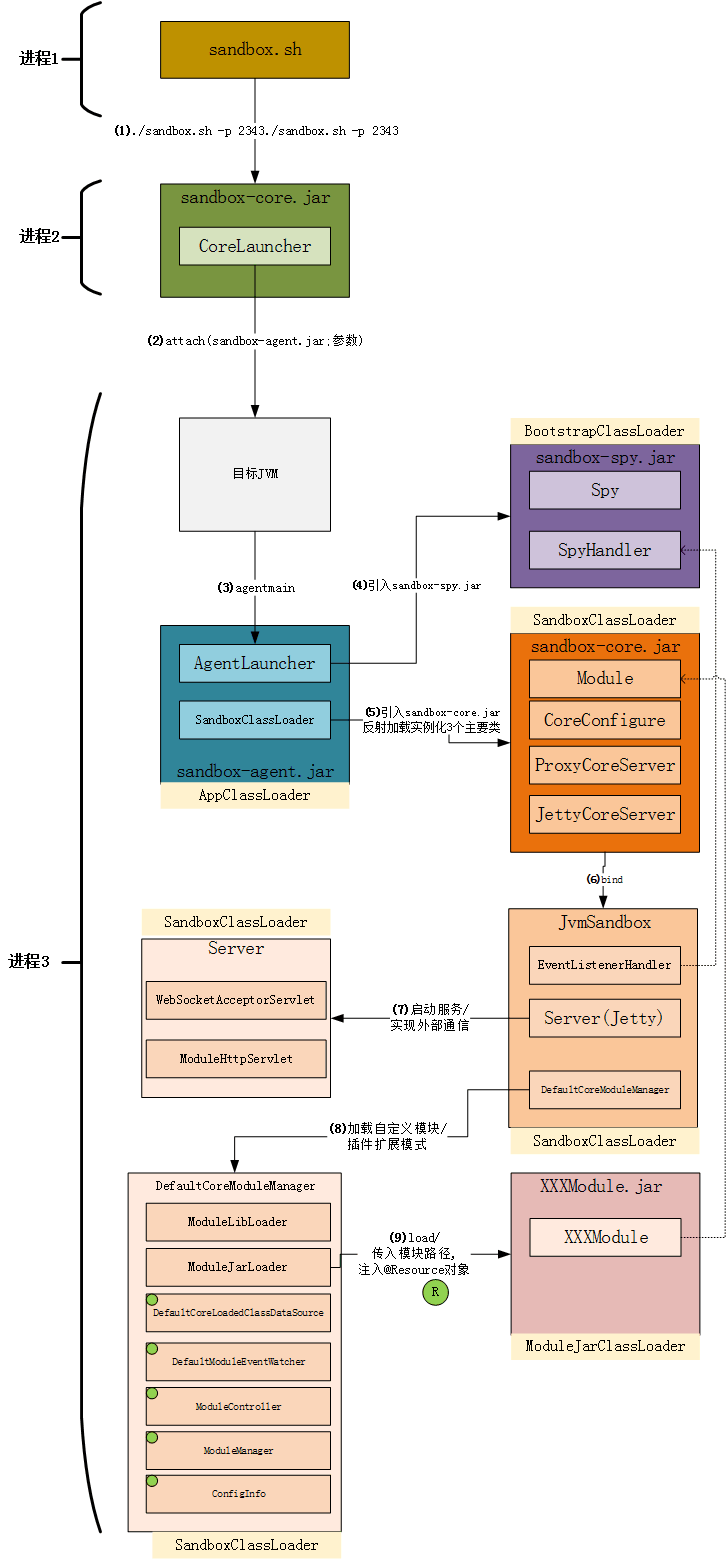 进程1
sandbox.sh
(1)./sandbox.sh -p 2343./sandbox.sh -p 2343
进程2
sandbox-core.jar
CoreLauncher
(2)attach(sandbox-agent.jar;参数)
进程3
目标JVM
(3)agentmain
AgentLauncher
SandboxClassLoader
sandbox-agent.jar
AppClassLoader
(4)引入sandbox-spy.jar
BootstrapClassLoader
sandbox-spy.jar
Spy
SpyHandler
(5)引入sandbox-core.jar
反射加载实例化3个主要类
SandboxClassLoader
sandbox-core.jar
Module
CoreConfigure
ProxyCoreServer
JettyCoreServer
(6)bind
JvmSandbox
EventListenerHandler
Server(Jetty)
DefaultCoreModuleManager
SandboxClassLoader
(7)启动服务/
实现外部通信
SandboxClassLoader
Server
WebSocketAcceptorServlet
ModuleHttpServlet
(8)加载自定义模块/
插件扩展模式
DefaultCoreModuleManager
ModuleLibLoader
ModuleJarLoader
DefaultCoreLoadedClassDataSource
DefaultModuleEventWatcher
ModuleController
ModuleManager
ConfigInfo
SandboxClassLoader
(9)load/
传入模块路径,
注入@Resource对象
R
XXXModule.jar
XXXModule
ModuleJarClassLoader